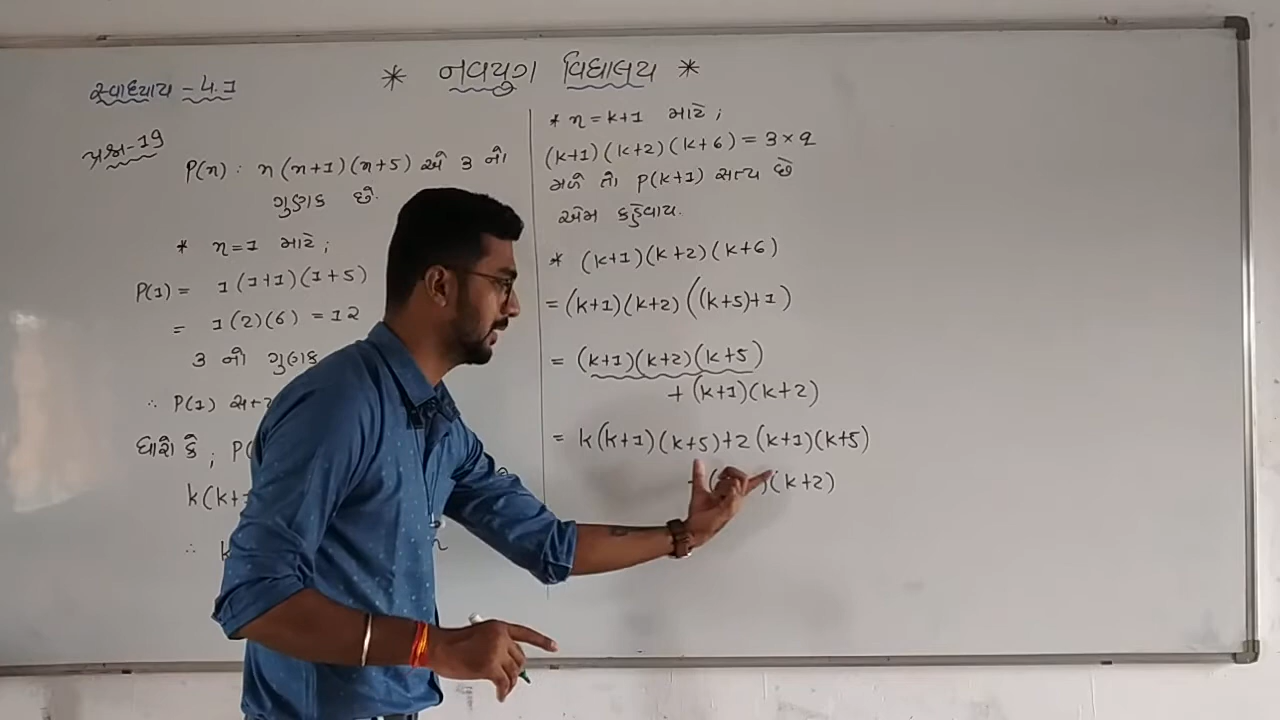 * નવયુગ વિદ્યાલય *
સ્વાધ્યાય - 4.1
પ્રશ્ન-19
P(n) : n(n+1)(n+5) એ 3 નો
ગુણક છે.
* n=1 માટે ;
P(1) = 1(1+1)(1+5)
= 1(2)(6) = 12
3 નો ગુણક
∴ P(1) સત્ય
ધારો કે ; P(
k(k+
∴ k
* n = k+1 માટે ;
(k+1)(k+2)(k+6) = 3×q
મળે તો P(k+1) સત્ય છે
એમ કહેવાય.
* (k+1)(k+2)(k+6)
= (k+1)(k+2)((k+5)+1)
= (k+1)(k+2)(k+5)
+ (k+1)(k+2)
= k(k+1)(k+5)+2(k+1)(k+5)
(k+2)